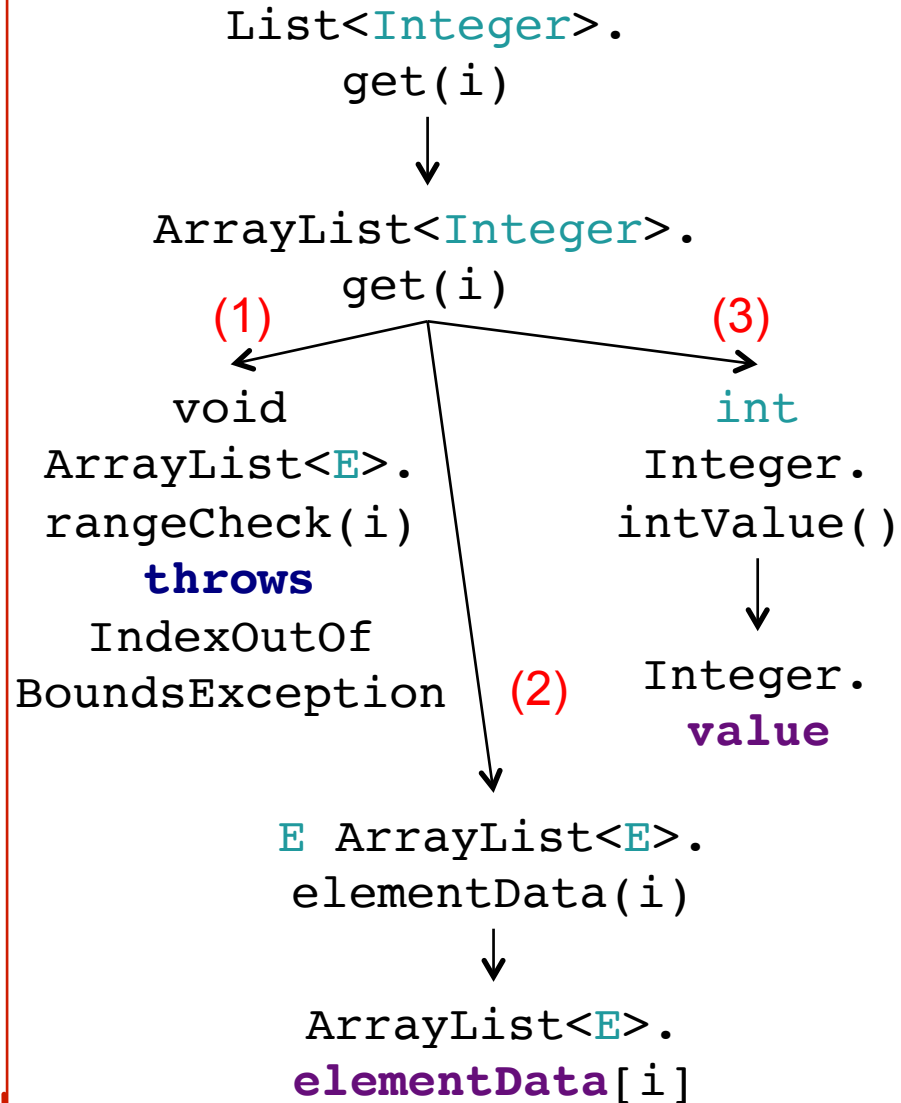 List<Integer>.
get(i)
ArrayList<Integer>.
get(i)
(1)
(3)
void
ArrayList<E>.
rangeCheck(i)
throws
IndexOutOf
BoundsException
int
Integer.
intValue()
Integer.
value
(2)
E ArrayList<E>.
elementData(i)
ArrayList<E>.
elementData[i]